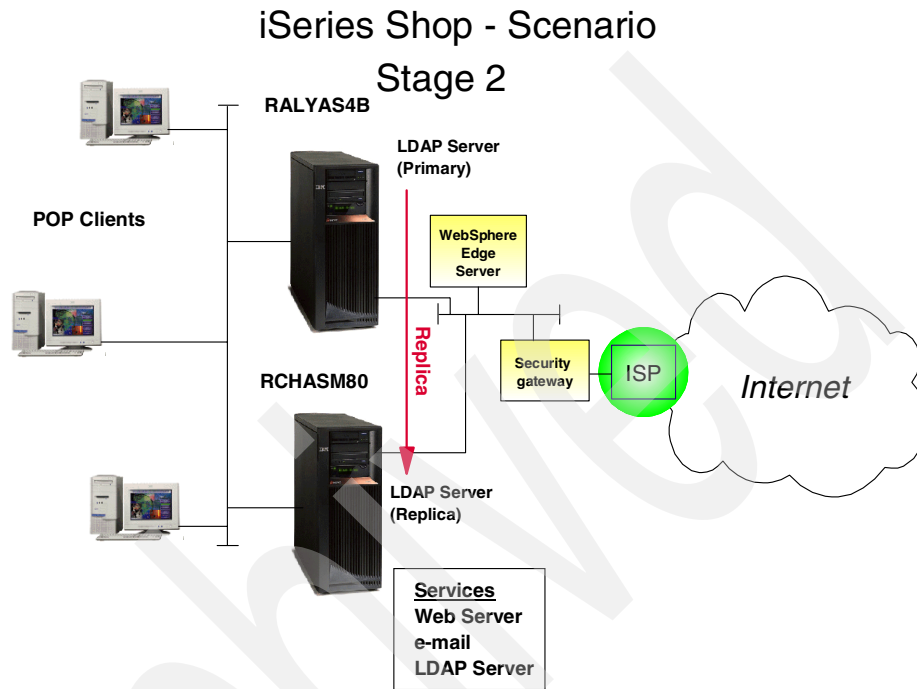 iSeries Shop - Scenario
Stage 2
RALYAS4B
LDAP Server
(Primary)
POP Clients
WebSphere
Edge
Server
Replica
Security
gateway
ISP
Internet
RCHASM80
LDAP Server
(Replica)
Services
Web Server
e-mail
LDAP Server